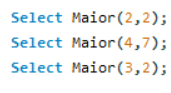 Select Maior(2,2);
Select Maior(4,7);
Select Maior(3,2);